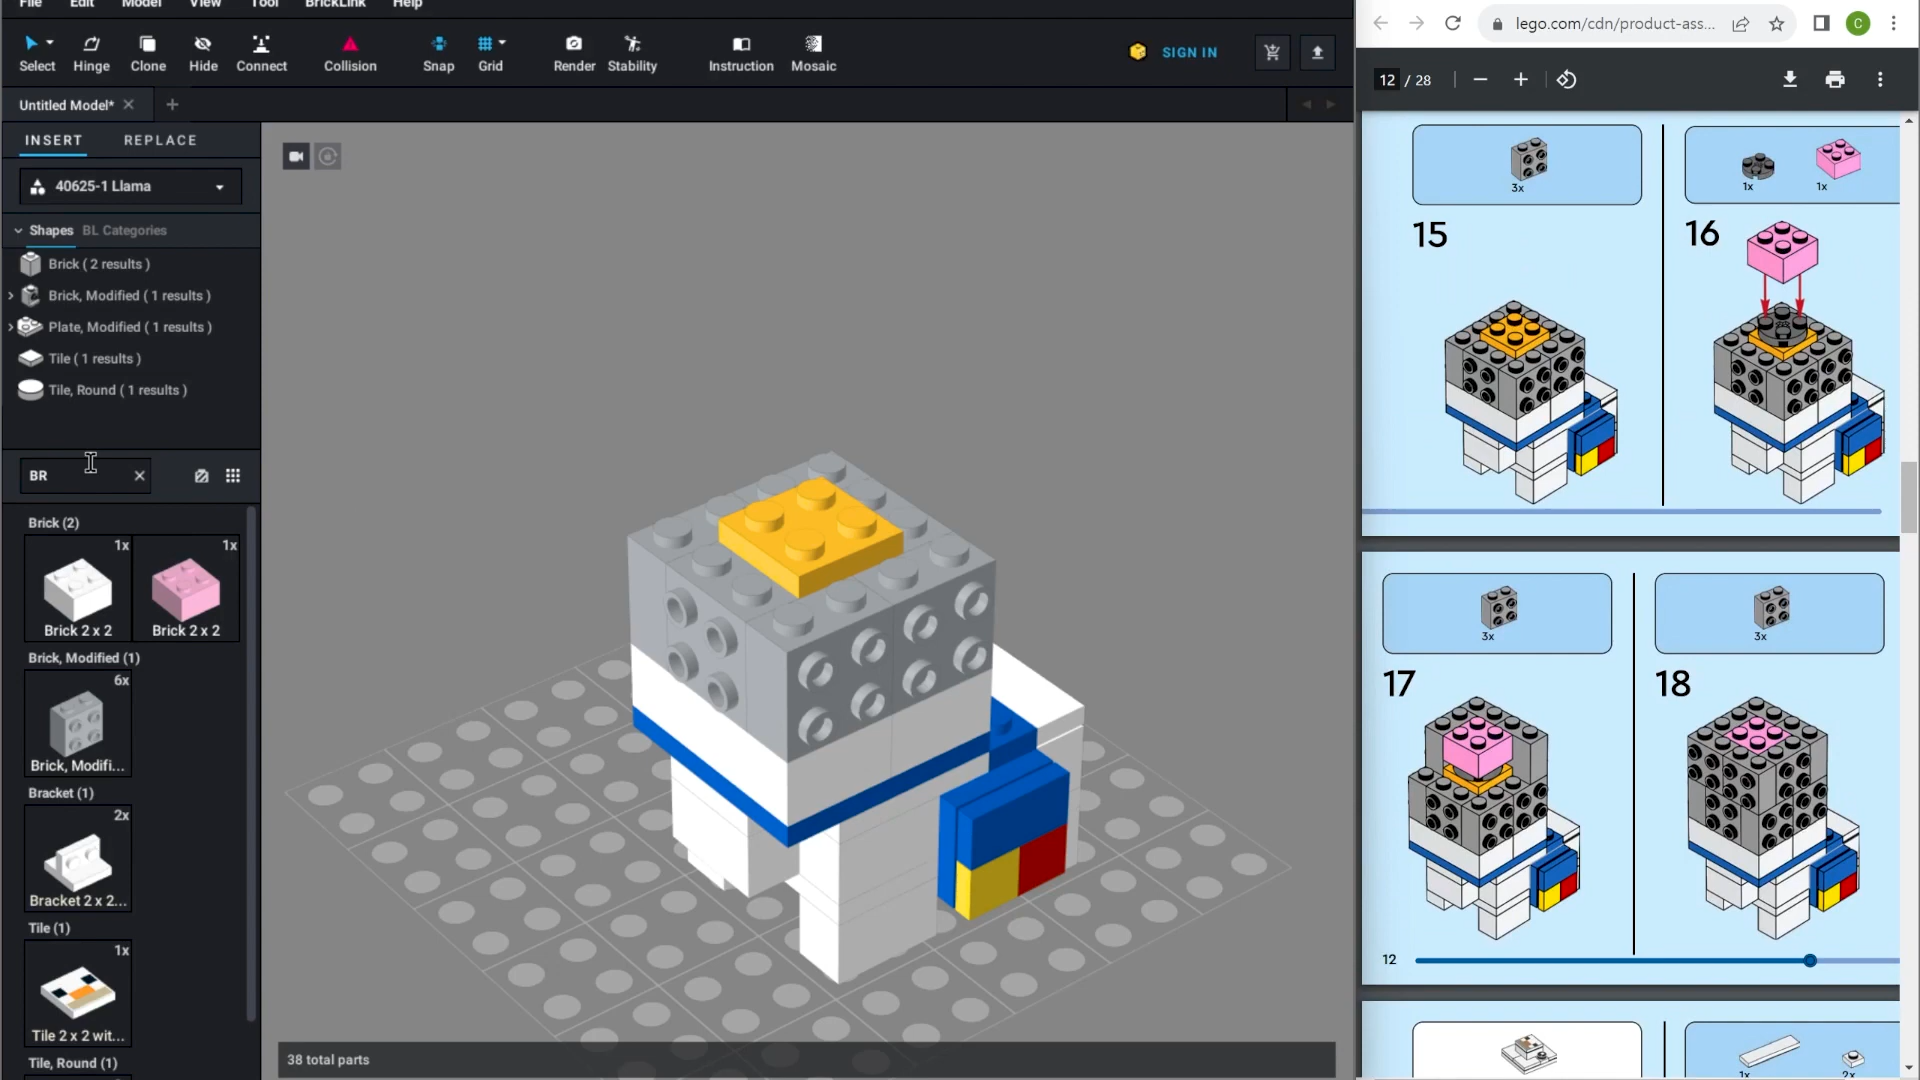 File Edit Model View Tool BrickLink Help
Select Hinge Clone Hide Connect Collision Snap Grid Render Stability Instruction Mosaic SIGN IN
Untitled Model*
INSERT REPLACE
40625-1 Llama
Shapes BL Categories
Brick ( 2 results )
Brick, Modified ( 1 results )
Plate, Modified ( 1 results )
Tile ( 1 results )
Tile, Round ( 1 results )
BR
Brick (2)
1x 1x
Brick 2 x 2 Brick 2 x 2
Brick, Modified (1)
6x
Brick, Modifi...
Bracket (1)
2x
Bracket 2 x 2...
Tile (1)
1x
Tile 2 x 2 wit...
Tile, Round (1)
38 total parts
lego.com/cdn/product-ass... C
12 / 28
3x 1x 1x
15 16
3x 3x
17 18
12
1x 2x